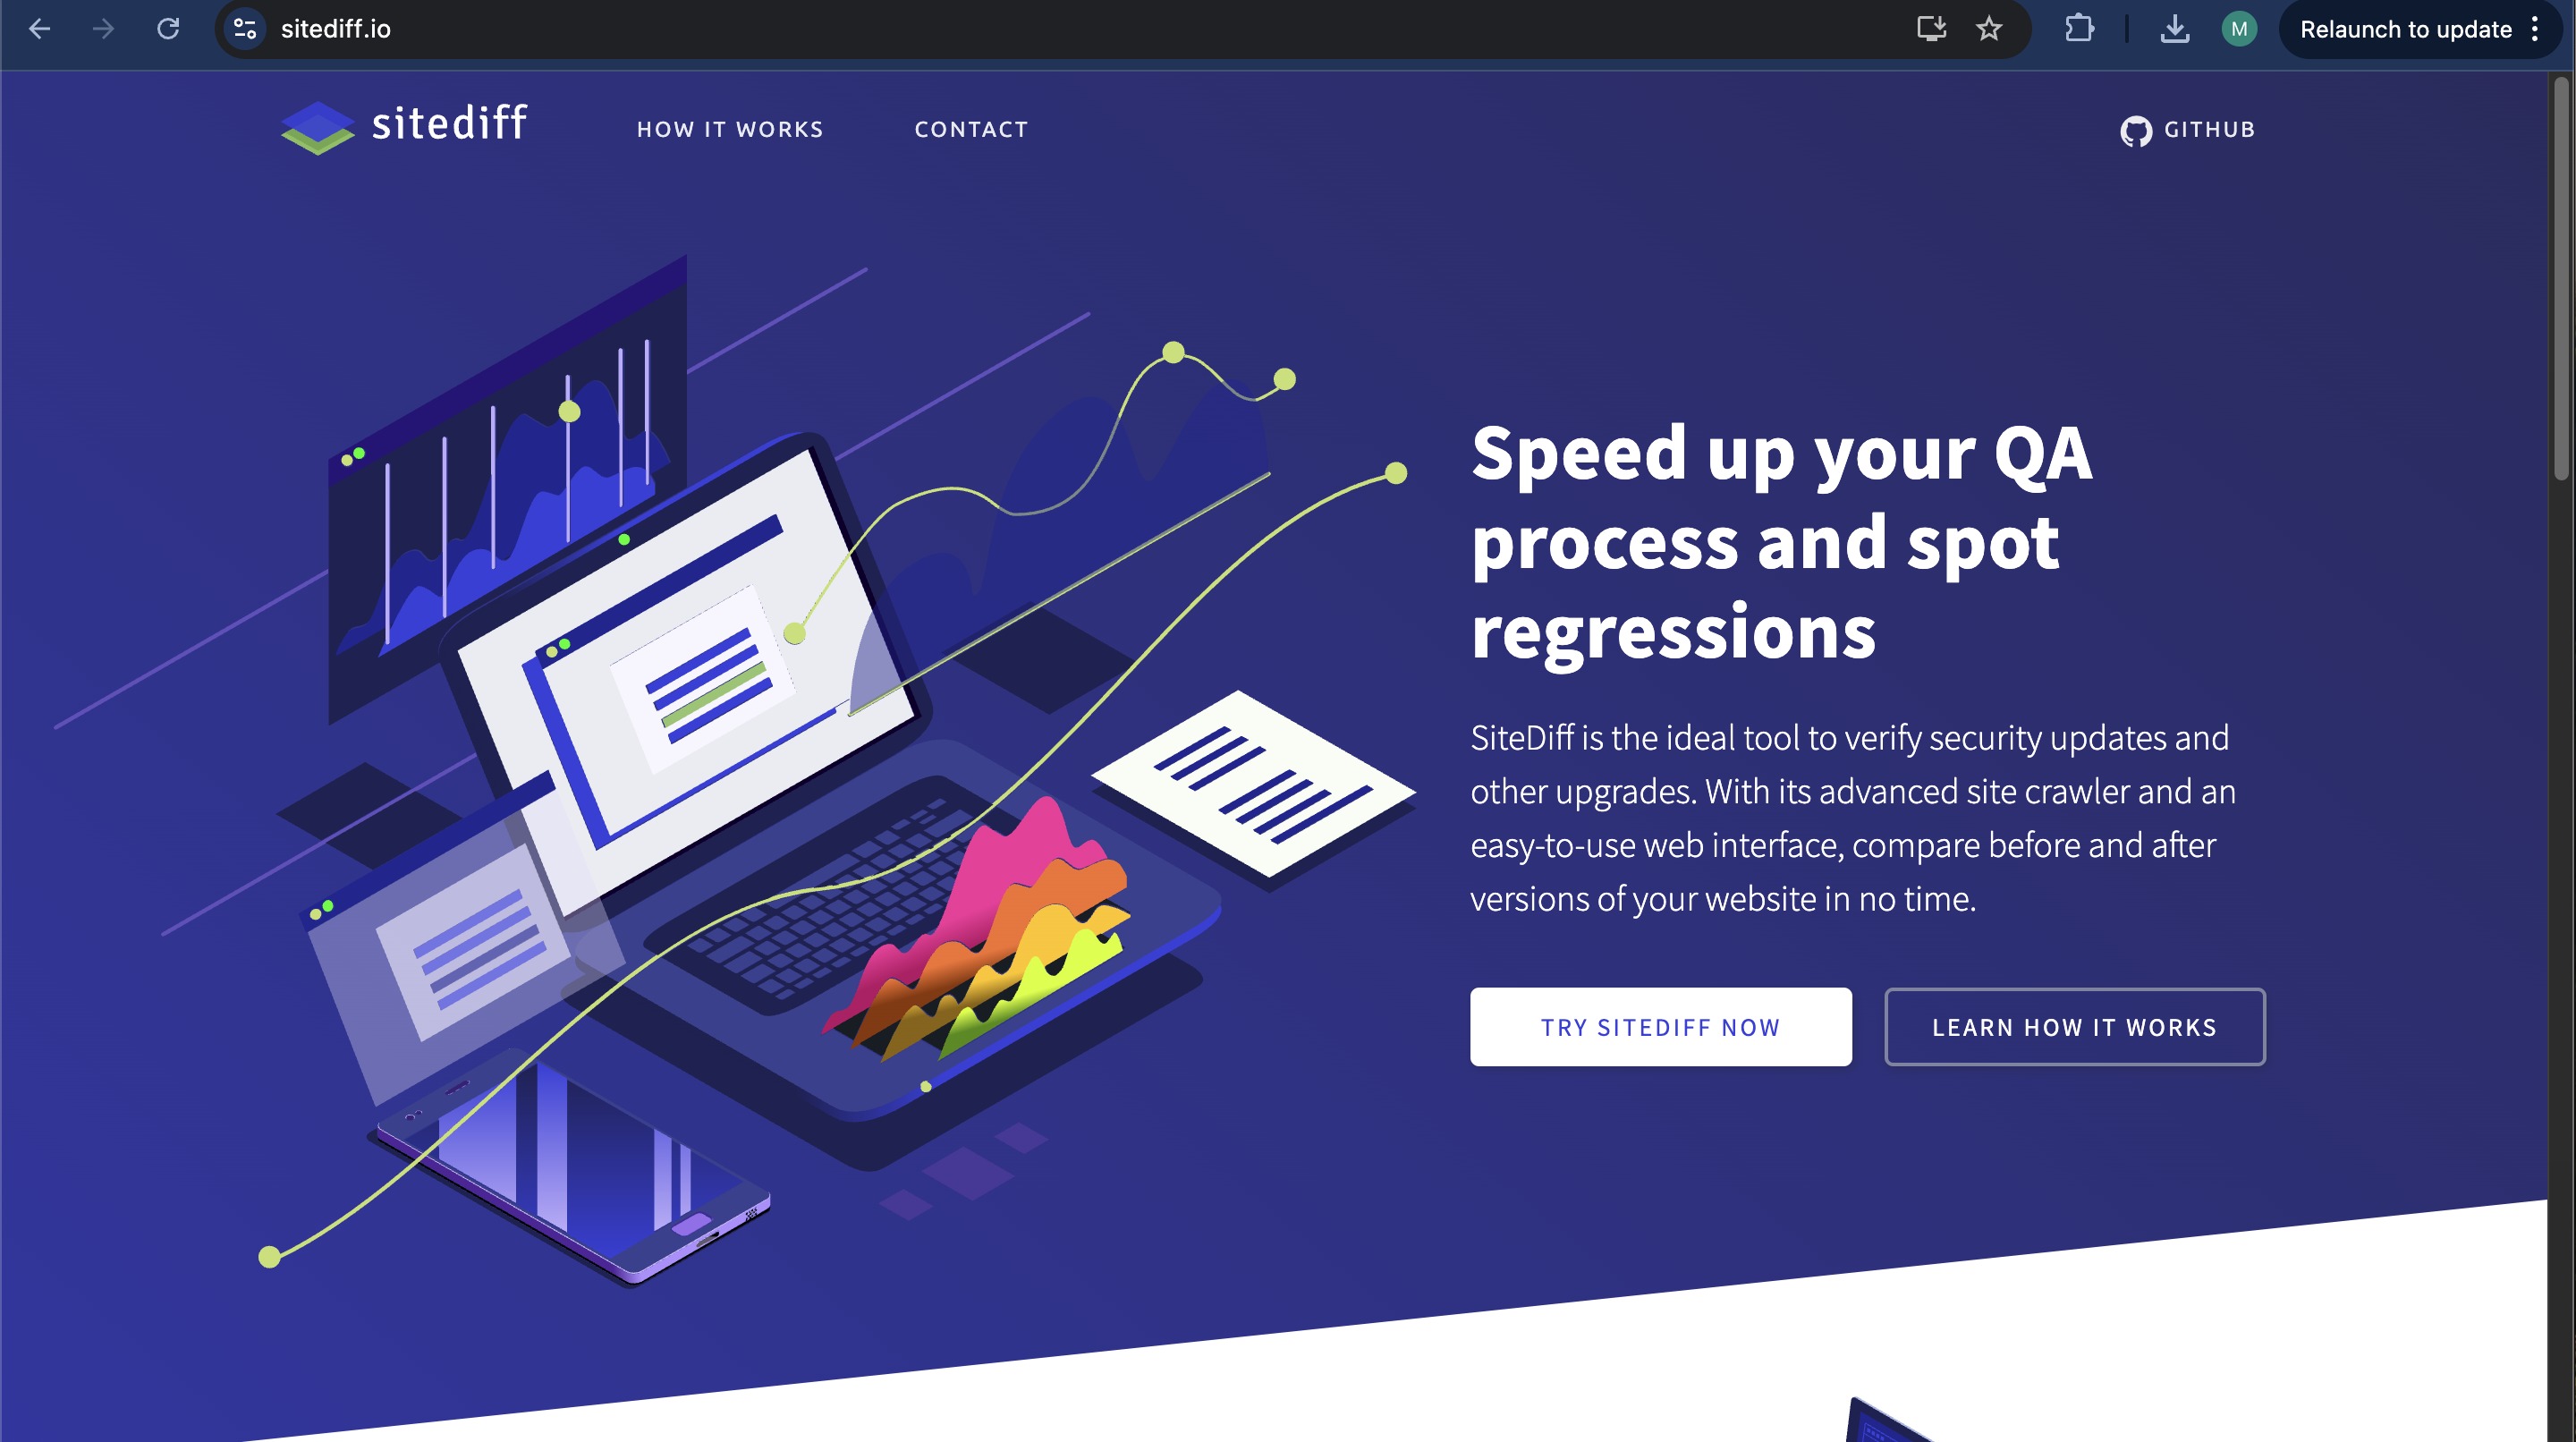 sitediff.io
M
Relaunch to update
sitediff
HOW IT WORKS
CONTACT
GITHUB
Speed up your QA
process and spot
regressions
SiteDiff is the ideal tool to verify security updates and
other upgrades. With its advanced site crawler and an
easy-to-use web interface, compare before and after
versions of your website in no time.
TRY SITEDIFF NOW
LEARN HOW IT WORKS